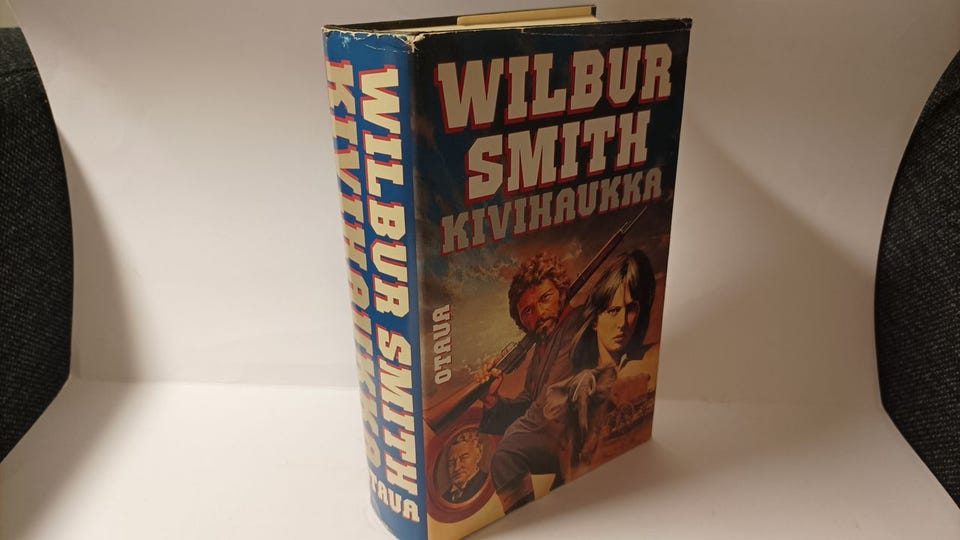 WILBUR
SMITH
KIVIHAUKKA
OTAVA
WILBUR SMITH
KIVIHAUKKA
OTAVA